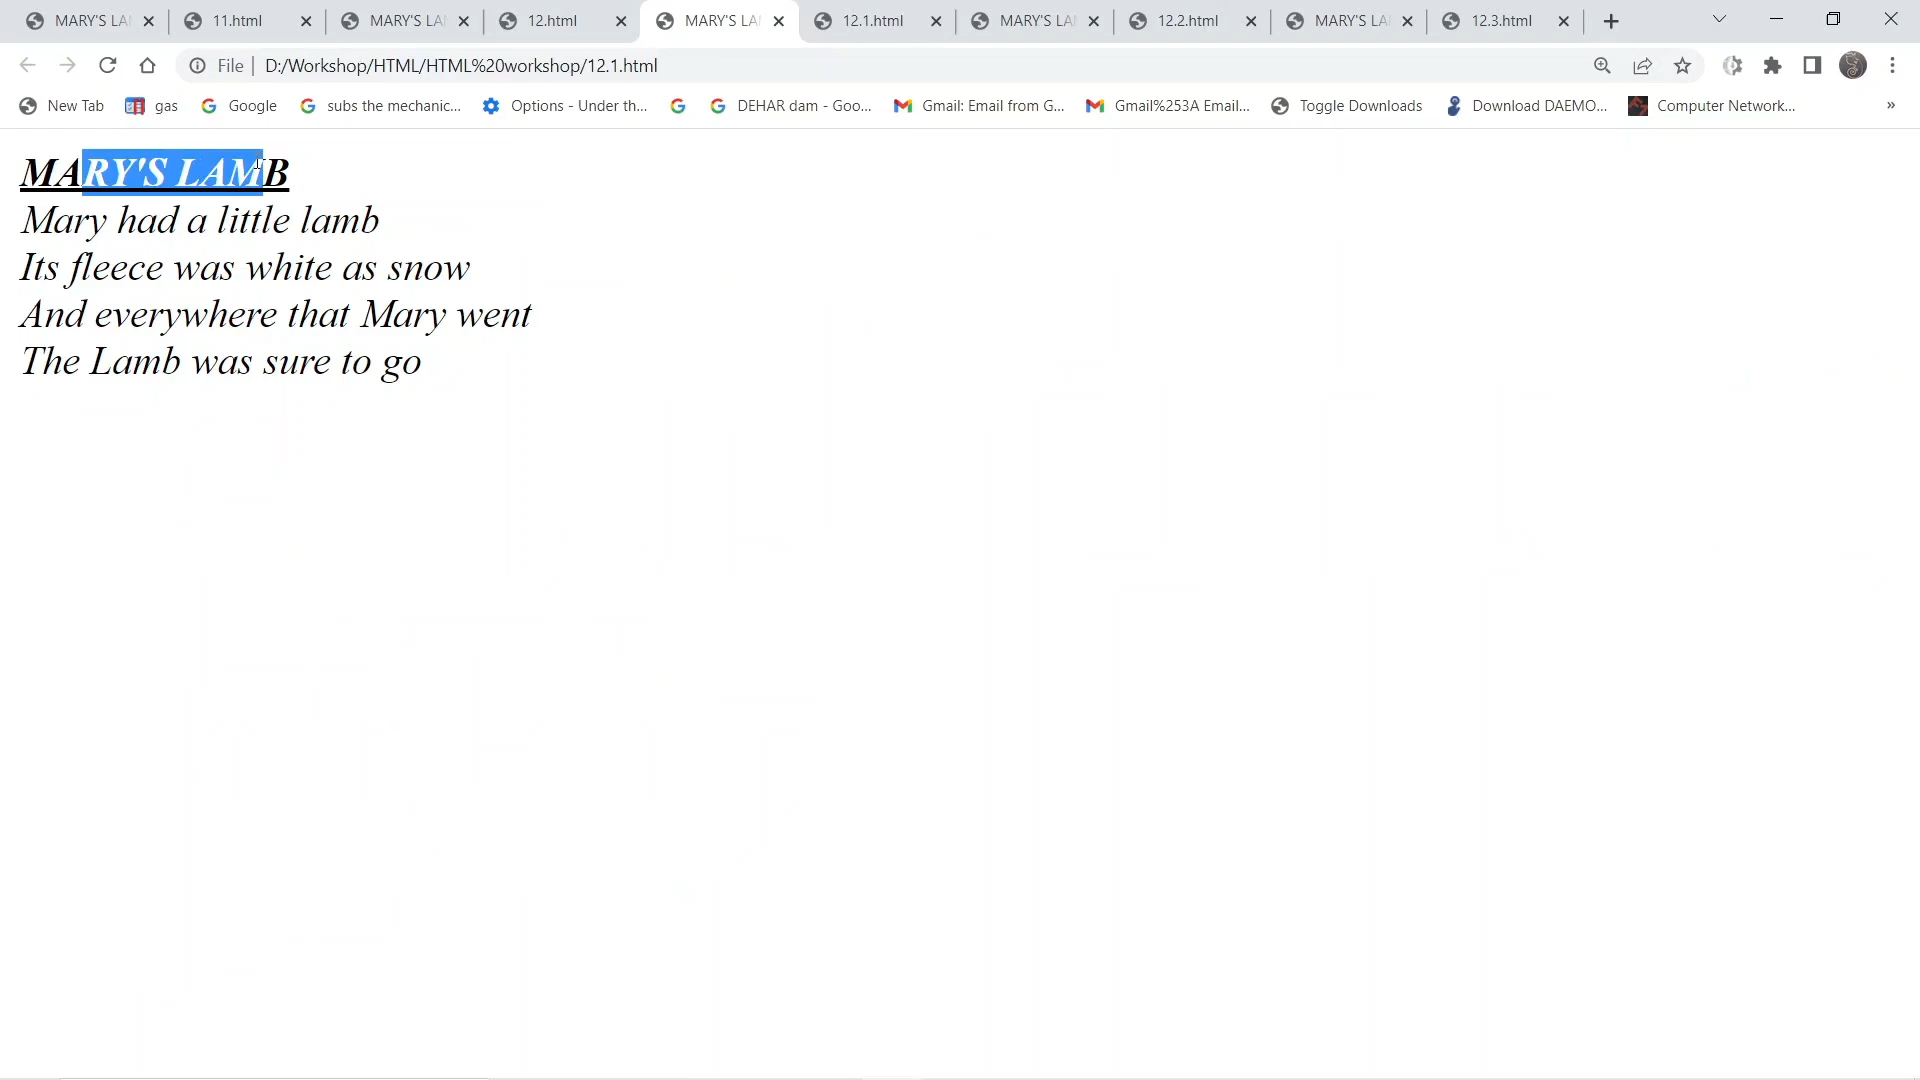 MARY'S LA
11.html
MARY'S LA
12.html
MARY'S LA
12.1.html
MARY'S LA
12.2.html
MARY'S LA
12.3.html
File
D:/Workshop/HTML/HTML%20workshop/12.1.html
New Tab
gas
Google
subs the mechanic...
Options - Under th...
DEHAR dam - Goo...
Gmail: Email from G...
Gmail%253A Email...
Toggle Downloads
Download DAEMO...
Computer Network...
»
MARY'S LAMB
Mary had a little lamb
Its fleece was white as snow
And everywhere that Mary went
The Lamb was sure to go